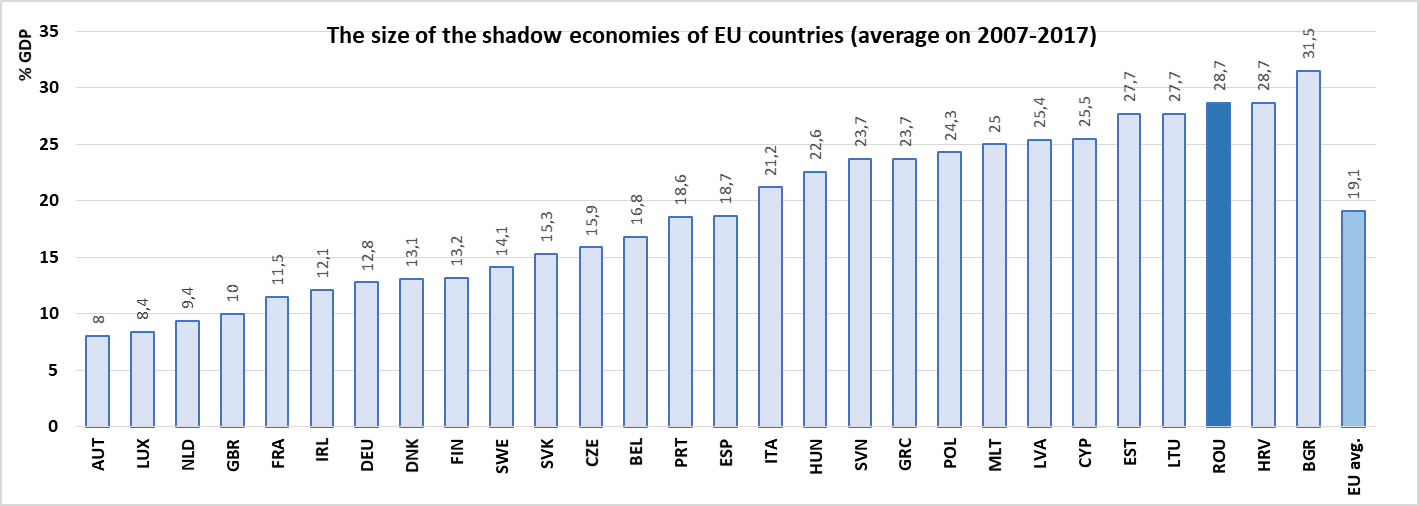 The size of the shadow economies of EU countries (average on 2007-2017)
% GDP
35
30
25
20
15
10
5
0
8
8,4
9,4
10
11,5
12,1
12,8
13,1
13,2
14,1
15,3
15,9
16,8
18,6
18,7
21,2
22,6
23,7
23,7
24,3
25
25,4
25,5
27,7
27,7
28,7
28,7
31,5
19,1
AUT
LUX
NLD
GBR
FRA
IRL
DEU
DNK
FIN
SWE
SVK
CZE
BEL
PRT
ESP
ITA
HUN
SVN
GRC
POL
MLT
LVA
CYP
EST
LTU
ROU
HRV
BGR
EU avg.